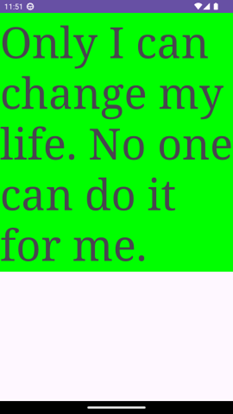 11:51
Only I can
change my
life. No one
can do it
for me.